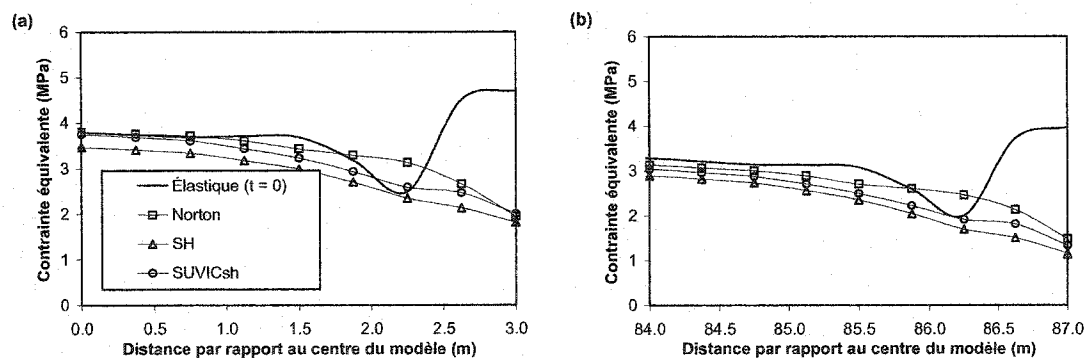 (a)
Contrainte équivalente (MPa)
6
5
4
3
2
1
0
Élastique (t = 0)
Norton
SH
SUVICsh
0.0 0.5 1.0 1.5 2.0 2.5 3.0
Distance par rapport au centre du modèle (m)
(b)
Contrainte équivalente (MPa)
6
5
4
3
2
1
0
84.0 84.5 85.0 85.5 86.0 86.5 87.0
Distance par rapport au centre du modèle (m)